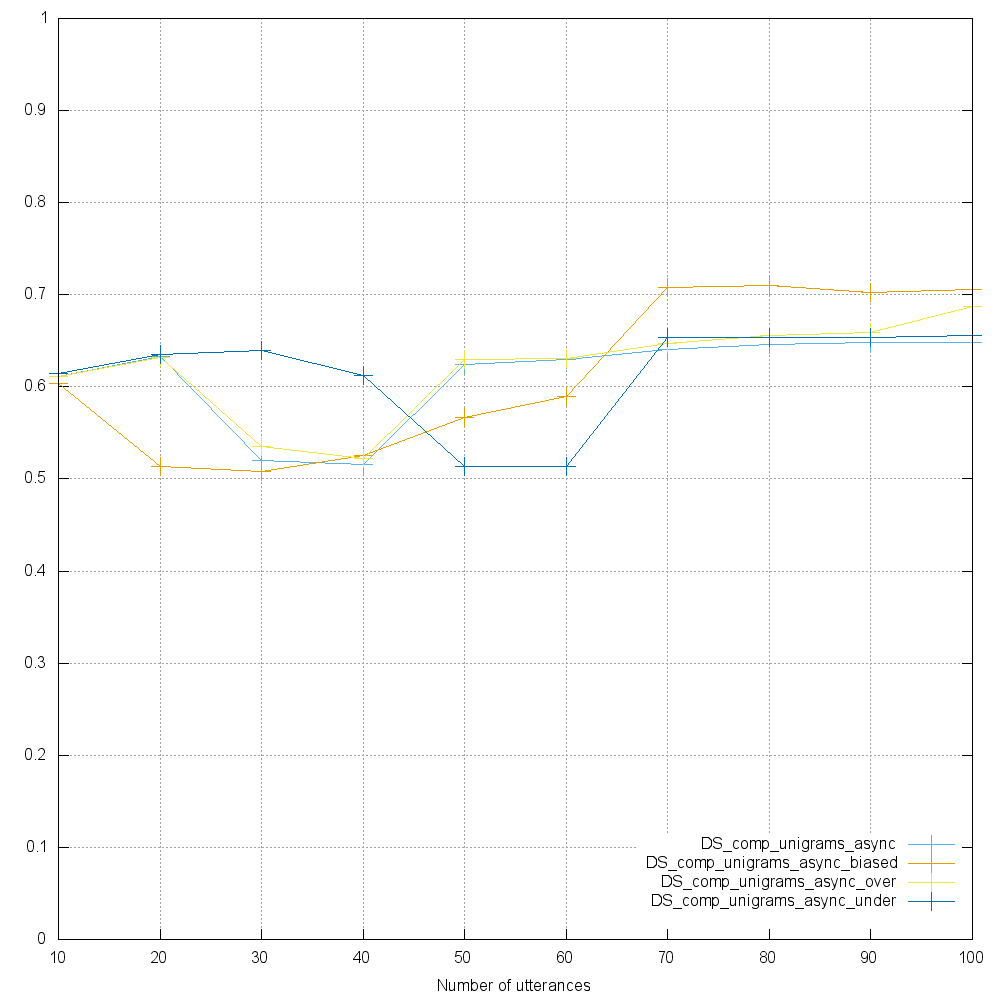 1
0.9
0.8
0.7
0.6
0.5
0.4
0.3
0.2
0.1
0
DS_comp_unigrams_async
DS_comp_unigrams_async_biased
DS_comp_unigrams_async_over
DS_comp_unigrams_async_under
10 20 30 40 50 60 70 80 90 100
Number of utterances